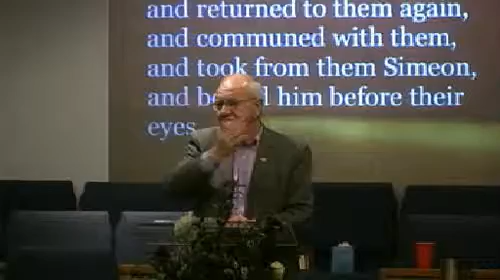 and returned to them again,
and communed with them,
and took from them Simeon,
and him before their
eyes